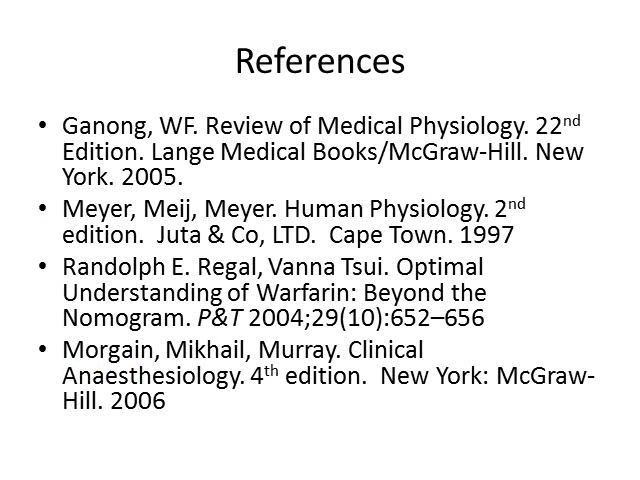 References
• Ganong, WF. Review of Medical Physiology. 22nd
Edition. Lange Medical Books/McGraw-Hill. New
York. 2005.
• Meyer, Meij, Meyer. Human Physiology. 2nd
edition.  Juta & Co, LTD.  Cape Town. 1997
• Randolph E. Regal, Vanna Tsui. Optimal
Understanding of Warfarin: Beyond the
Nomogram. P&T 2004;29(10):652–656
• Morgain, Mikhail, Murray. Clinical
Anaesthesiology. 4th edition.  New York: McGraw-
Hill. 2006